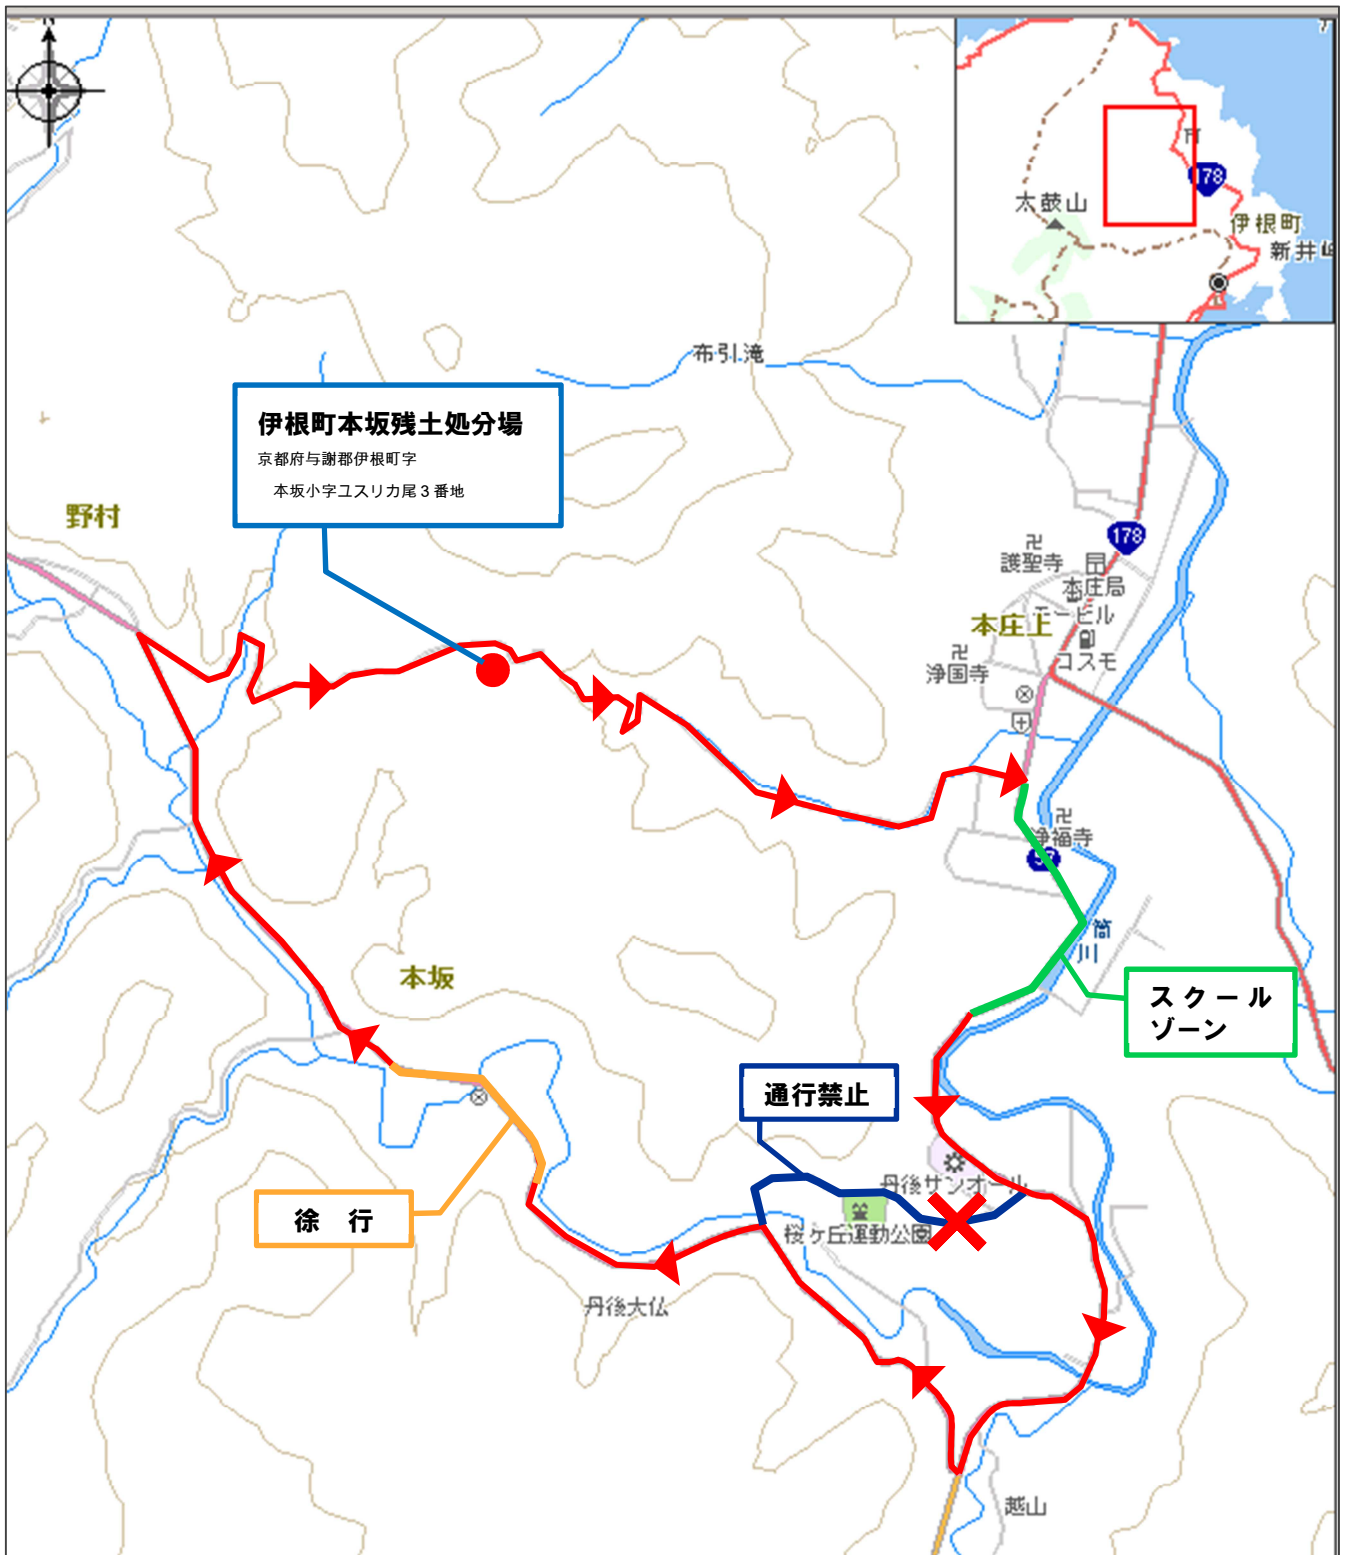 N
太鼓山
178
伊根町
新井
布引滝
伊根町本坂残土処分場
京都府与謝郡伊根町字
本坂小字ユスリカ尾3番地
野村
178
護聖寺
本庄局
モービル
本庄上
コスモ
浄国寺
浄福寺
筒川
本坂
スクール
ゾーン
通行禁止
丹後サンオール
徐 行
桜ヶ丘運動公園
丹後大仏
越山